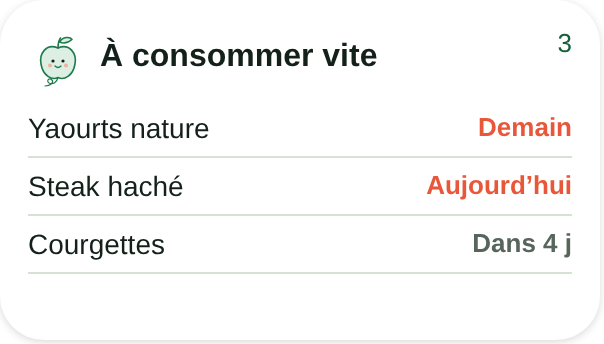 À consommer vite 3
Yaourts nature Demain
Steak haché Aujourd’hui
Courgettes Dans 4 j